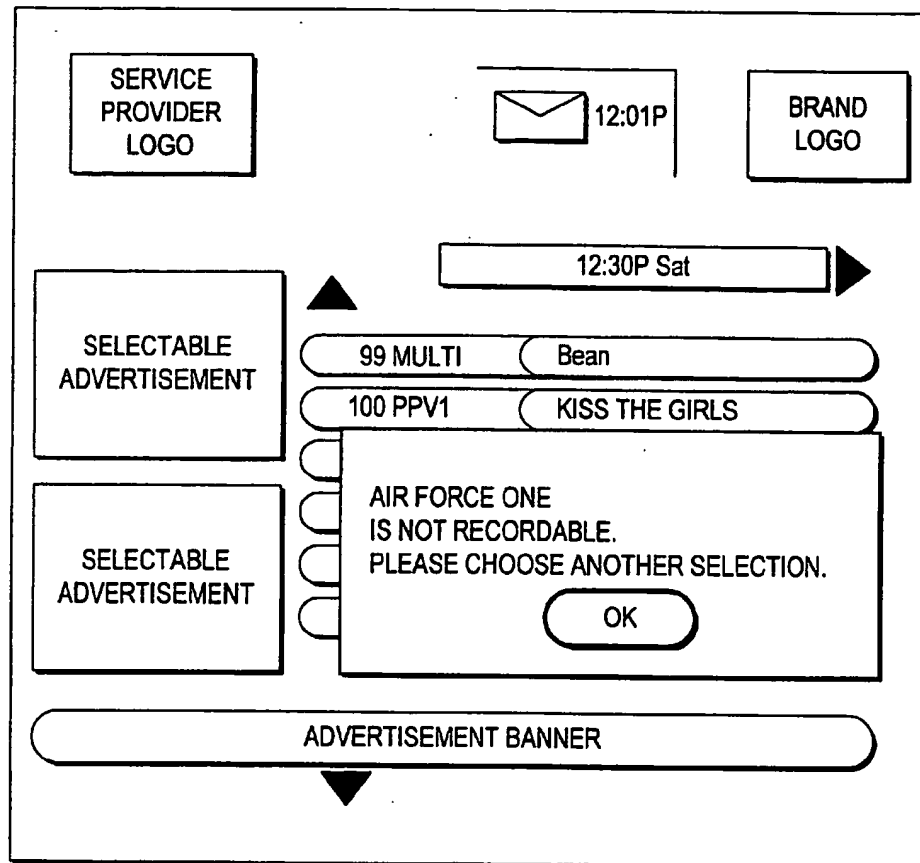 SERVICE
PROVIDER
LOGO
12:01P
BRAND
LOGO
12:30P Sat
SELECTABLE
ADVERTISEMENT
99 MULTI Bean
100 PPV1 KISS THE GIRLS
AIR FORCE ONE
IS NOT RECORDABLE.
PLEASE CHOOSE ANOTHER SELECTION.
OK
SELECTABLE
ADVERTISEMENT
ADVERTISEMENT BANNER